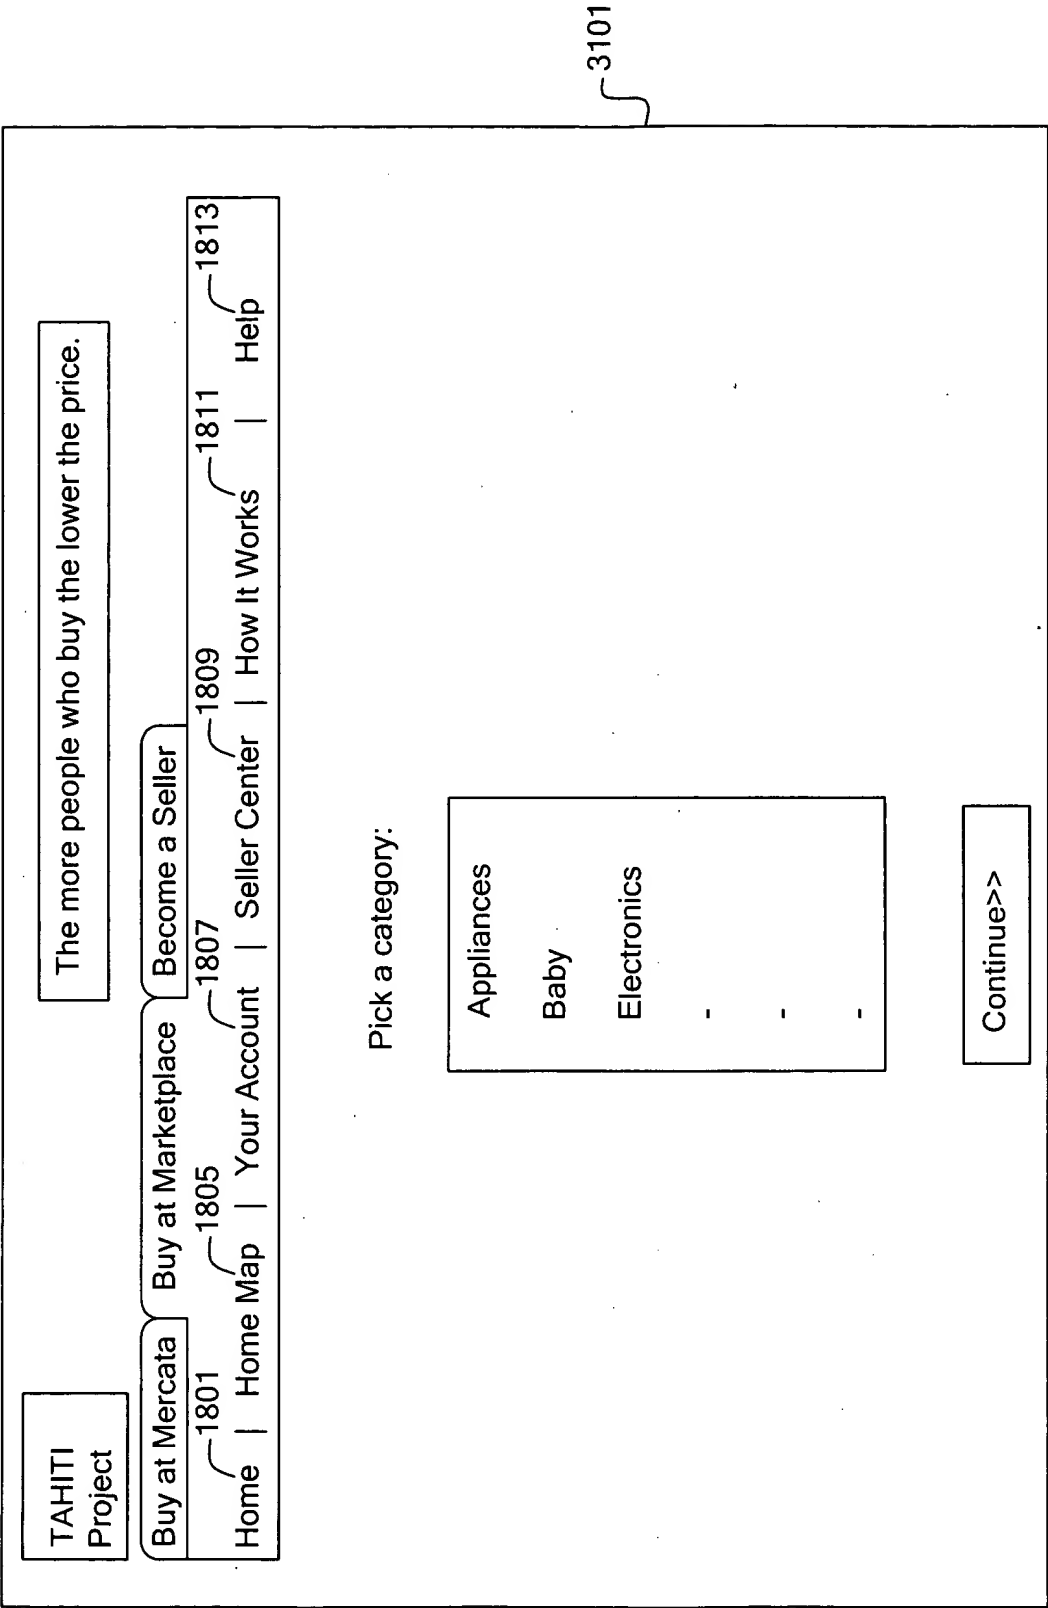 TAHITI
Project
The more people who buy the lower the price.
Buy at Mercata Buy at Marketplace Become a Seller
1801 1805 1807 1809 1811 1813
Home | Home Map | Your Account | Seller Center | How It Works | Help
Pick a category:
Appliances
Baby
Electronics
-
-
-
Continue>>
3101